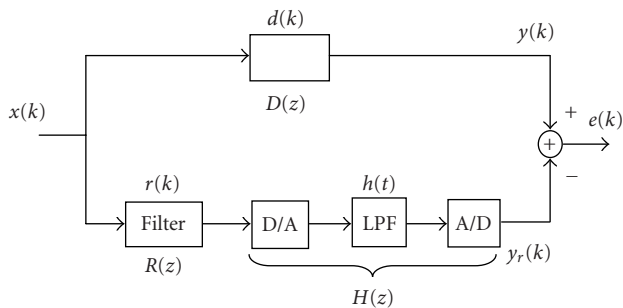 d(k)
y(k)
D(z)
x(k)
+
e(k)
+
−
r(k)
h(t)
Filter
D/A
LPF
A/D
R(z)
y_r(k)
H(z)